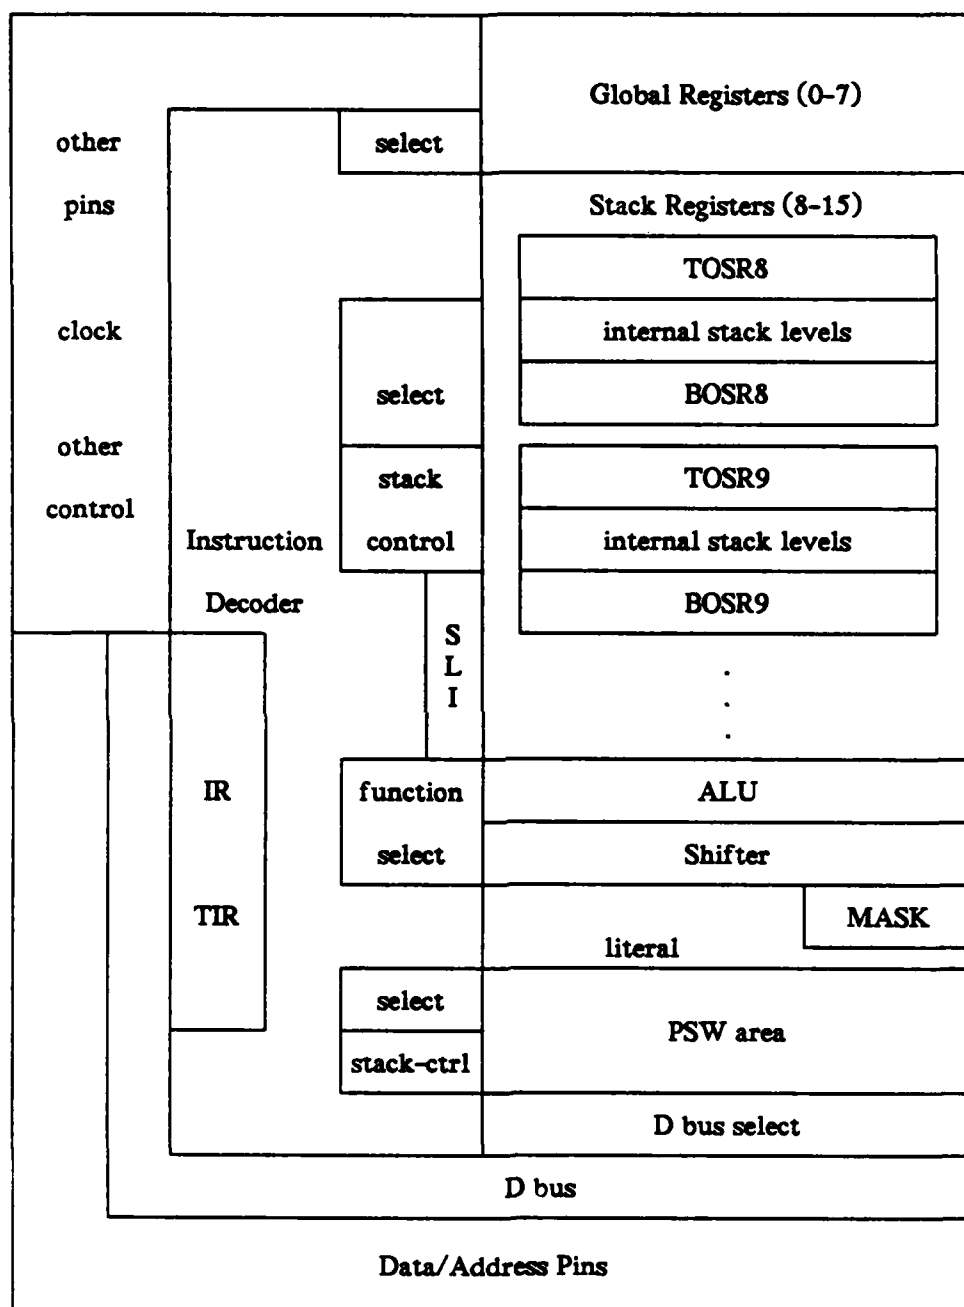 Global Registers (0-7)
other
select
pins
Stack Registers (8-15)
TOSR8
clock
internal stack levels
select
BOSR8
other
stack
TOSR9
control
Instruction
control
internal stack levels
Decoder
BOSR9
S
L
I
.
.
.
IR
function
ALU
select
Shifter
TIR
MASK
literal
select
PSW area
stack-ctrl
D bus select
D bus
Data/Address Pins